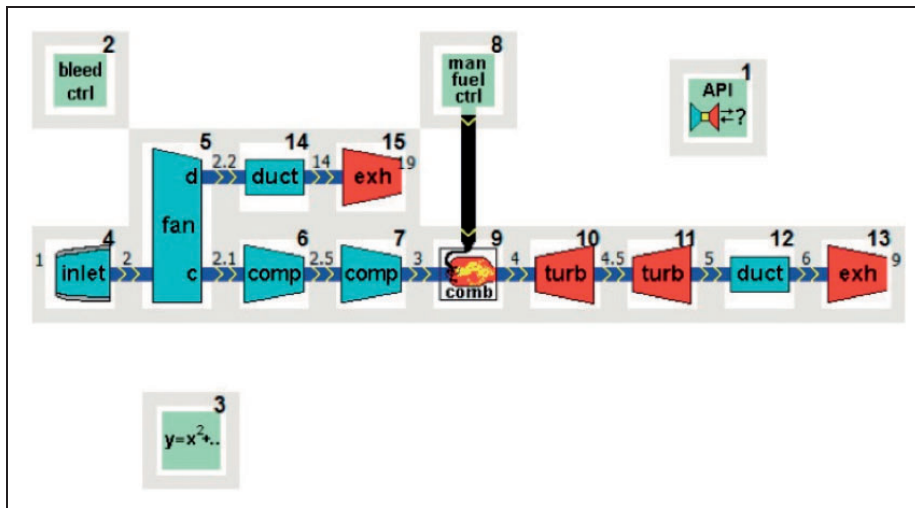 2
bleed
ctrl
8
man
fuel
ctrl
1
API
?
5
14
15
d
2.2
duct
14
exh
19
fan
4
6
7
9
10
11
12
13
1
inlet
2
c
2.1
comp
2.5
comp
3
comb
4
turb
4.5
turb
5
duct
6
exh
9
3
y=x²+..